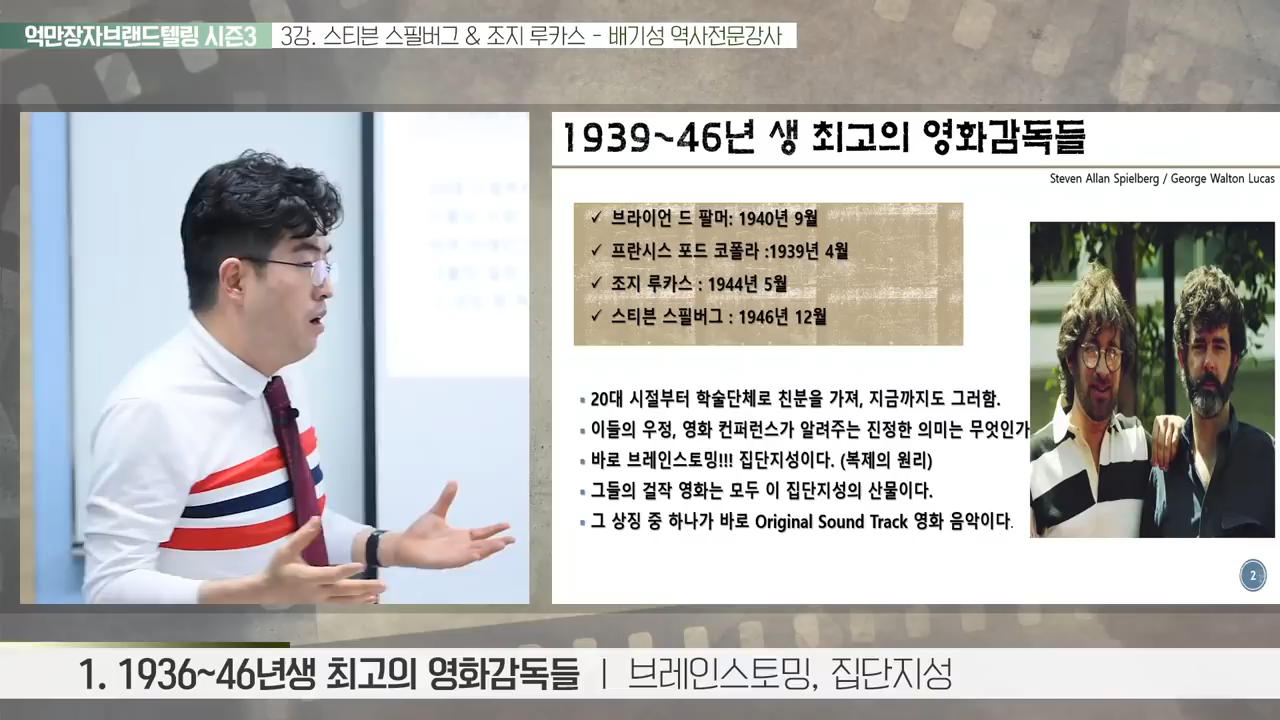 억만장자브랜드텔링 시즌3 3강. 스티븐 스필버그 & 조지 루카스 - 배기성 역사전문강사
1939~46년 생 최고의 영화감독들
Steven Allan Spielberg / George Walton Lucas
✓ 브라이언 드 팔머: 1940년 9월
✓ 프란시스 포드 코폴라 :1939년 4월
✓ 조지 루카스 : 1944년 5월
✓ 스티븐 스필버그 : 1946년 12월
▪ 20대 시절부터 학술단체로 친분을 가져, 지금까지도 그러함.
▪ 이들의 우정, 영화 컨퍼런스가 알려주는 진정한 의미는 무엇인가
▪ 바로 브레인스토밍!!! 집단지성이다. (복제의 원리)
▪ 그들의 걸작 영화는 모두 이 집단지성의 산물이다.
▪ 그 상징 중 하나가 바로 Original Sound Track 영화 음악이다.
2
1. 1936~46년생 최고의 영화감독들 | 브레인스토밍, 집단지성